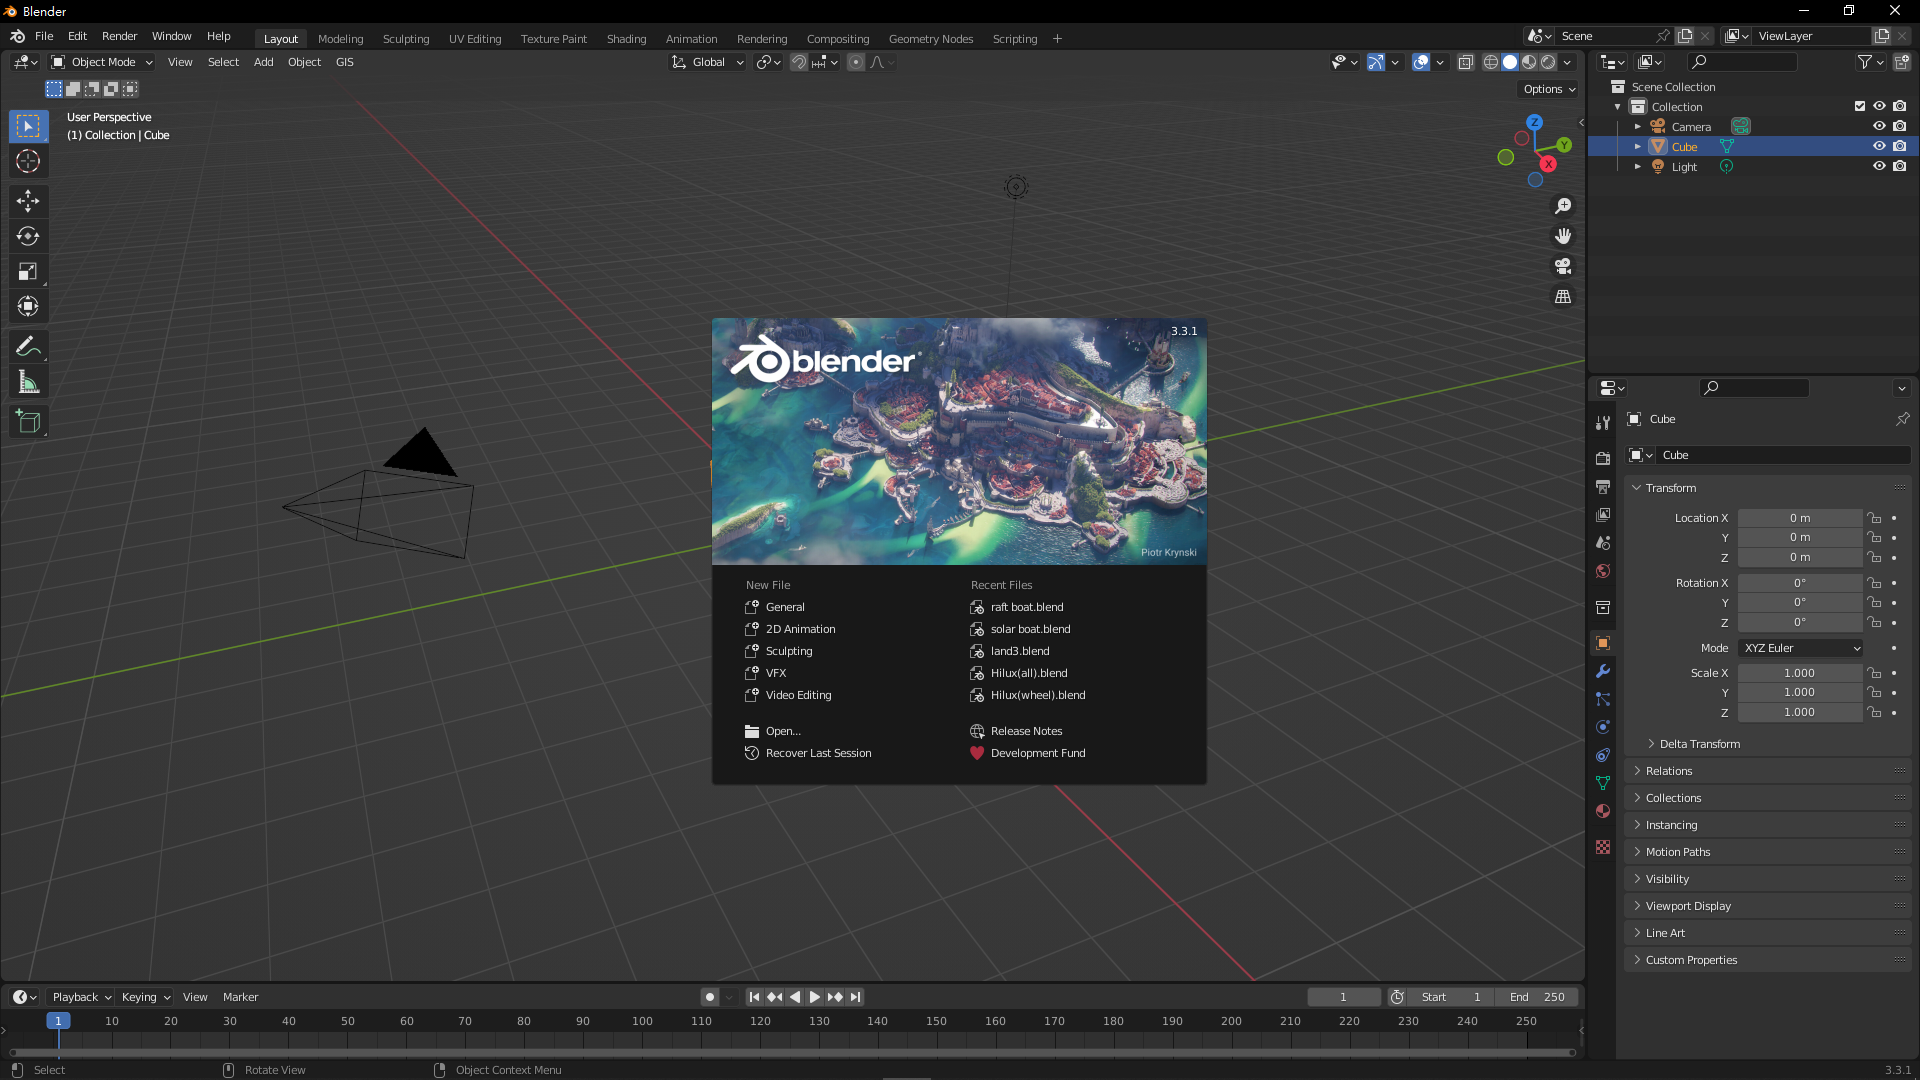 Blender
File Edit Render Window Help Layout Modeling Sculpting UV Editing Texture Paint Shading Animation Rendering Compositing Geometry Nodes Scripting Scene ViewLayer
Object Mode View Select Add Object GIS Global
Options
User Perspective
(1) Collection | Cube
Z
Y
X
Scene Collection
Collection
Camera
Cube
Light
blender
3.3.1
Piotr Krynski
New File
General
2D Animation
Sculpting
VFX
Video Editing
Open...
Recover Last Session
Recent Files
raft boat.blend
solar boat.blend
land3.blend
Hilux(all).blend
Hilux(wheel).blend
Release Notes
Development Fund
Cube
Cube
Transform
Location X 0 m
Y 0 m
Z 0 m
Rotation X 0°
Y 0°
Z 0°
Mode XYZ Euler
Scale X 1.000
Y 1.000
Z 1.000
Delta Transform
Relations
Collections
Instancing
Motion Paths
Visibility
Viewport Display
Line Art
Custom Properties
Playback Keying View Marker 1 Start 1 End 250
1 10 20 30 40 50 60 70 80 90 100 110 120 130 140 150 160 170 180 190 200 210 220 230 240 250
Select Rotate View Object Context Menu 3.3.1